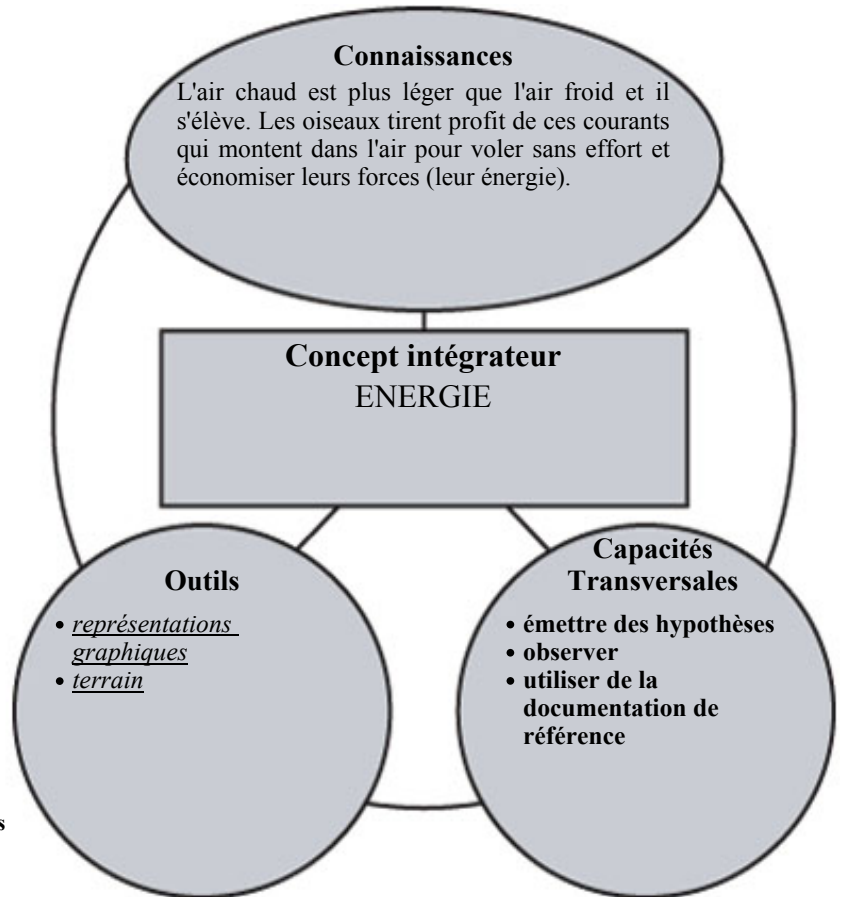 Connaissances
L'air chaud est plus léger que l'air froid et il
s'élève. Les oiseaux tirent profit de ces courants
qui montent dans l'air pour voler sans effort et
économiser leurs forces (leur énergie).
Concept intégrateur
ENERGIE
Outils
• représentations
graphiques
• terrain
Capacités
Transversales
• émettre des hypothèses
• observer
• utiliser de la
documentation de
référence
s